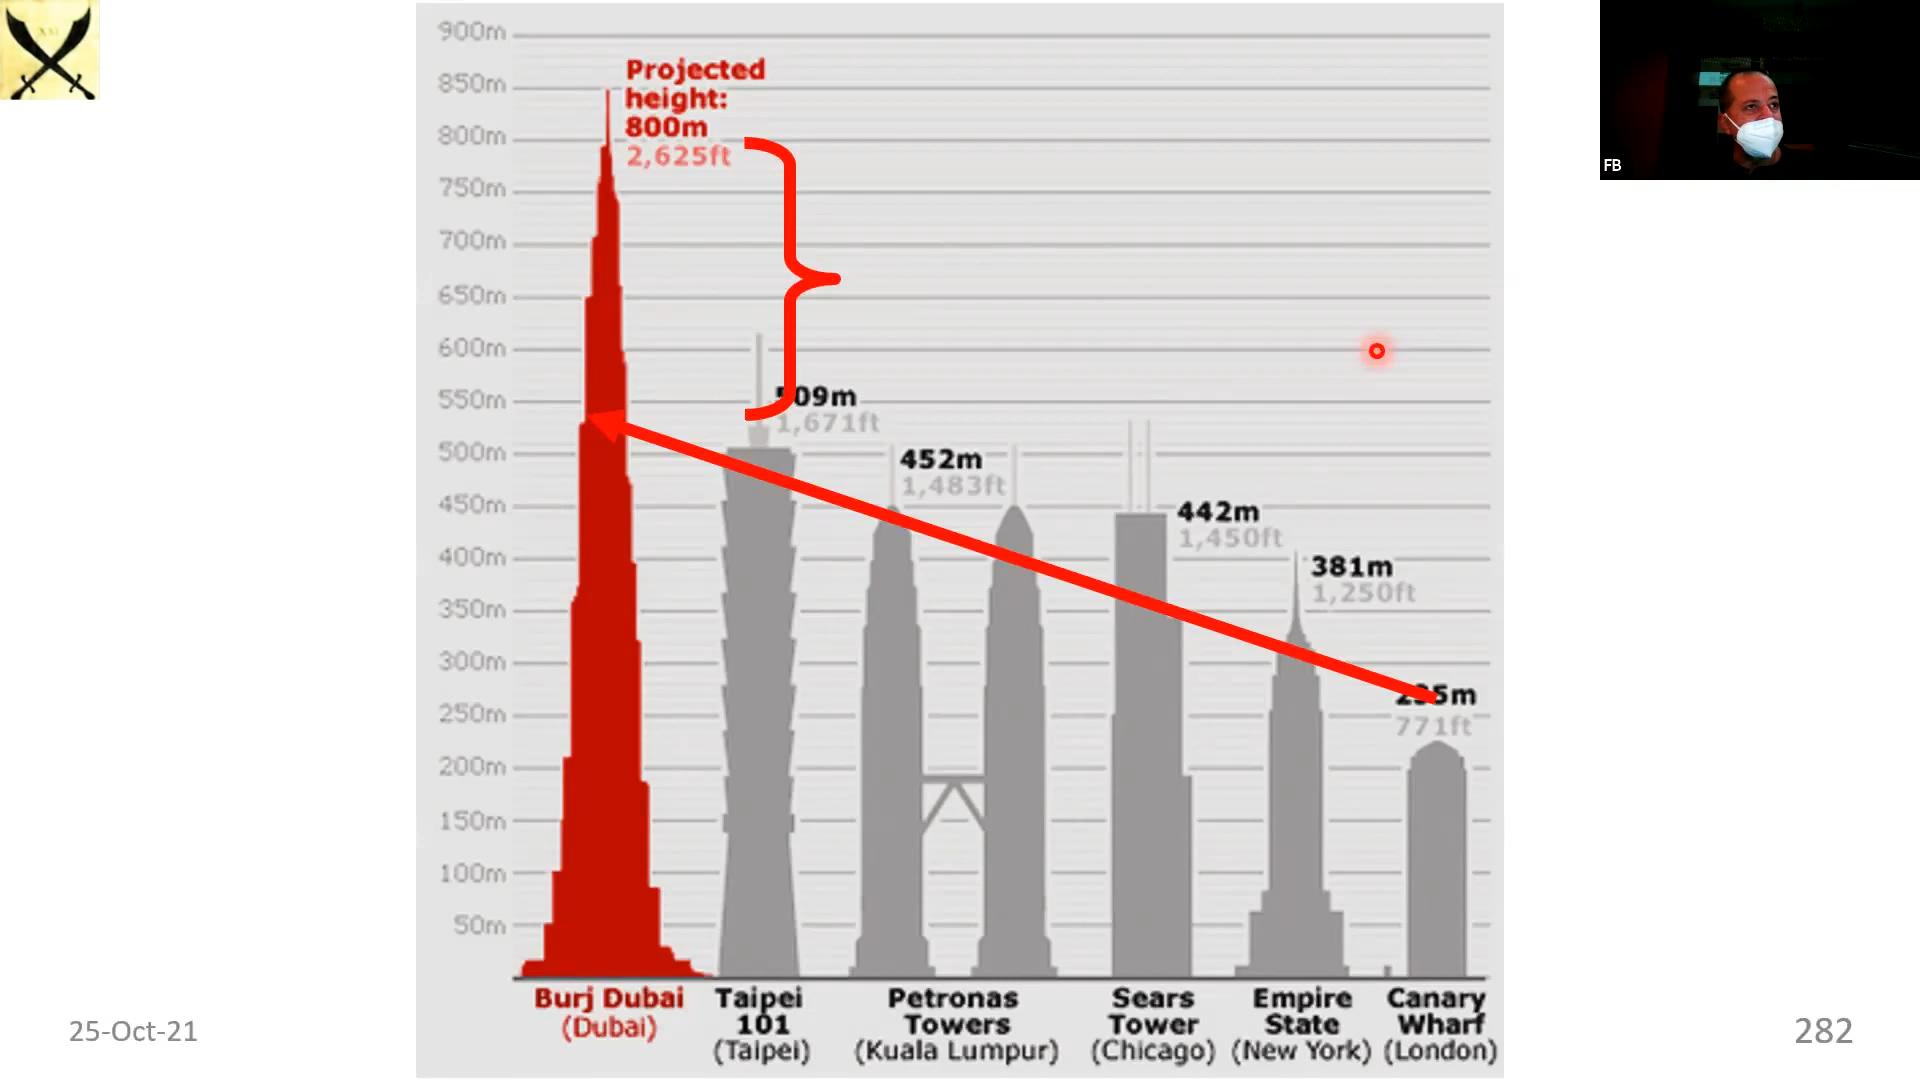 900m
850m
800m
750m
700m
650m
600m
550m
500m
450m
400m
350m
300m
250m
200m
150m
100m
50m
Projected
height:
800m
2,625ft
509m
1,671ft
452m
1,483ft
442m
1,450ft
381m
1,250ft
235m
771ft
Burj Dubai
(Dubai)
Taipei
101
(Taipei)
Petronas
Towers
(Kuala Lumpur)
Sears
Tower
(Chicago)
Empire
State
(New York)
Canary
Wharf
(London)
FB
25-Oct-21
282